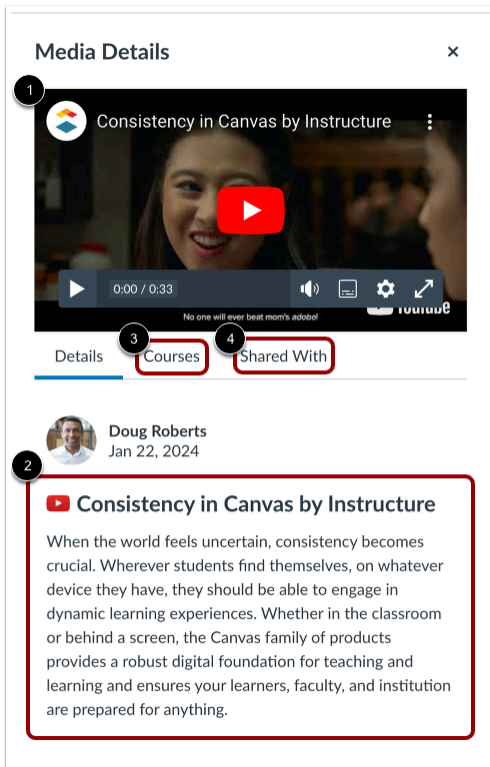 Media Details ×
1
Consistency in Canvas by Instructure
0:00 / 0:33
No one will ever beat mom's adobo!
YouTube
3
4
Details Courses Shared With
Doug Roberts
Jan 22, 2024
2
Consistency in Canvas by Instructure
When the world feels uncertain, consistency becomes
crucial. Wherever students find themselves, on whatever
device they have, they should be able to engage in
dynamic learning experiences. Whether in the classroom
or behind a screen, the Canvas family of products
provides a robust digital foundation for teaching and
learning and ensures your learners, faculty, and institution
are prepared for anything.